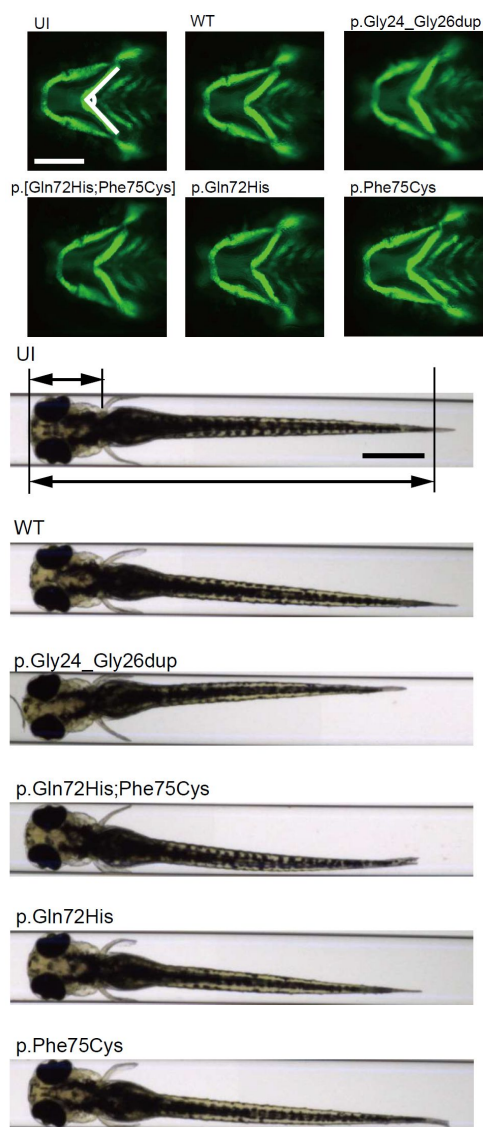 UI
WT
p.Gly24_Gly26dup
p.[Gln72His;Phe75Cys]
p.Gln72His
p.Phe75Cys
UI
WT
p.Gly24_Gly26dup
p.Gln72His;Phe75Cys
p.Gln72His
p.Phe75Cys